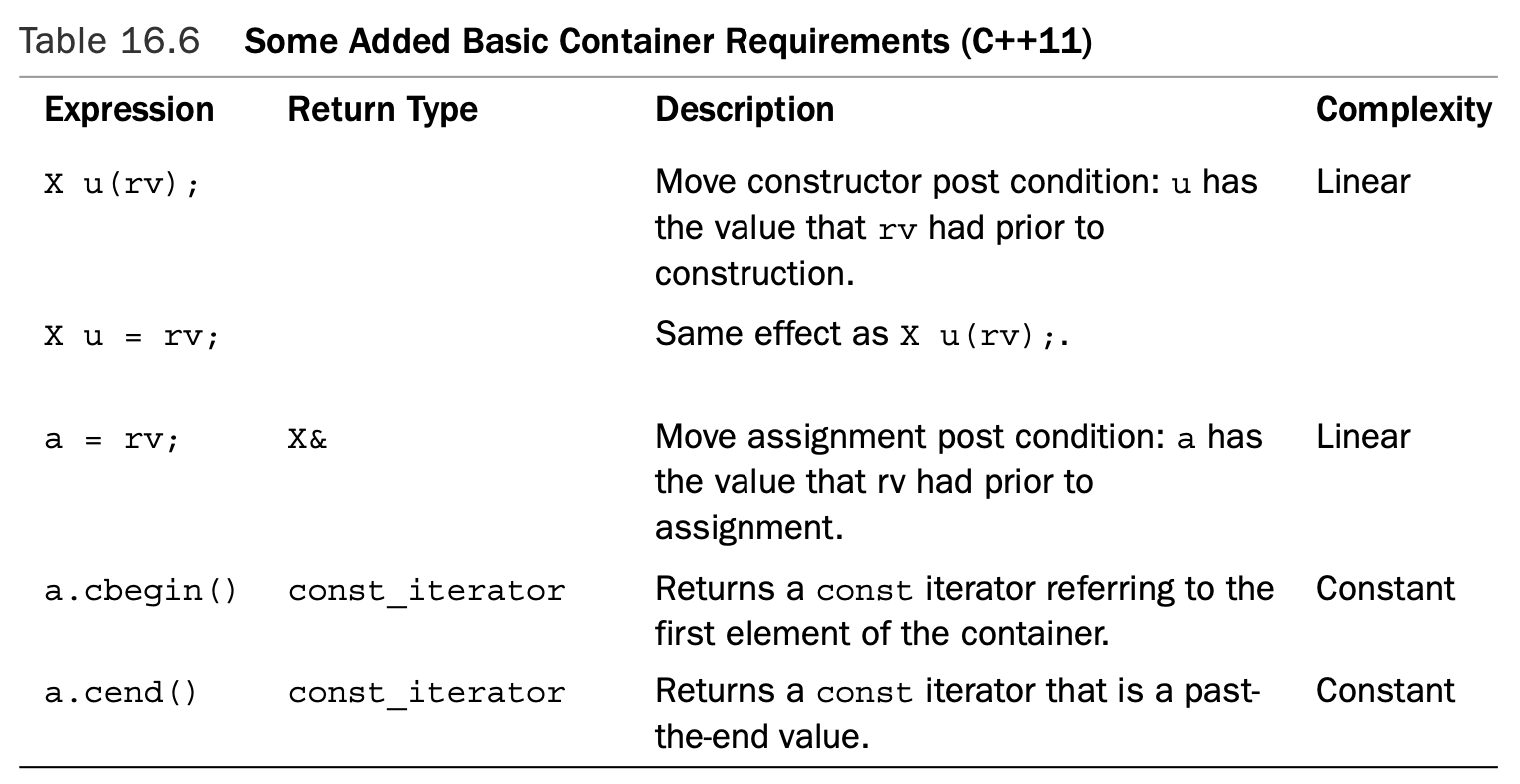 Table 16.6 Some Added Basic Container Requirements (C++11)
Expression Return Type Description Complexity
X u(rv); Move constructor post condition: u has Linear
the value that rv had prior to
construction.
X u = rv; Same effect as X u(rv);.
a = rv; X& Move assignment post condition: a has Linear
the value that rv had prior to
assignment.
a.cbegin() const_iterator Returns a const iterator referring to the Constant
first element of the container.
a.cend() const_iterator Returns a const iterator that is a past- Constant
the-end value.